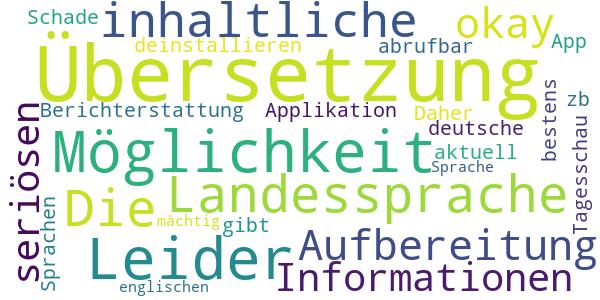 Schade
inhaltliche
okay
deinstallieren
abrufbar
App
Übersetzung
Berichterstattung
Applikation
Daher
zb
seriösen
Möglichkeit
deutsche
bestens
Tagesschau
aktuell
Sprache
Die
Landessprache
Sprachen
mächtig
gibt
Leider
Aufbereitung
Informationen
englischen